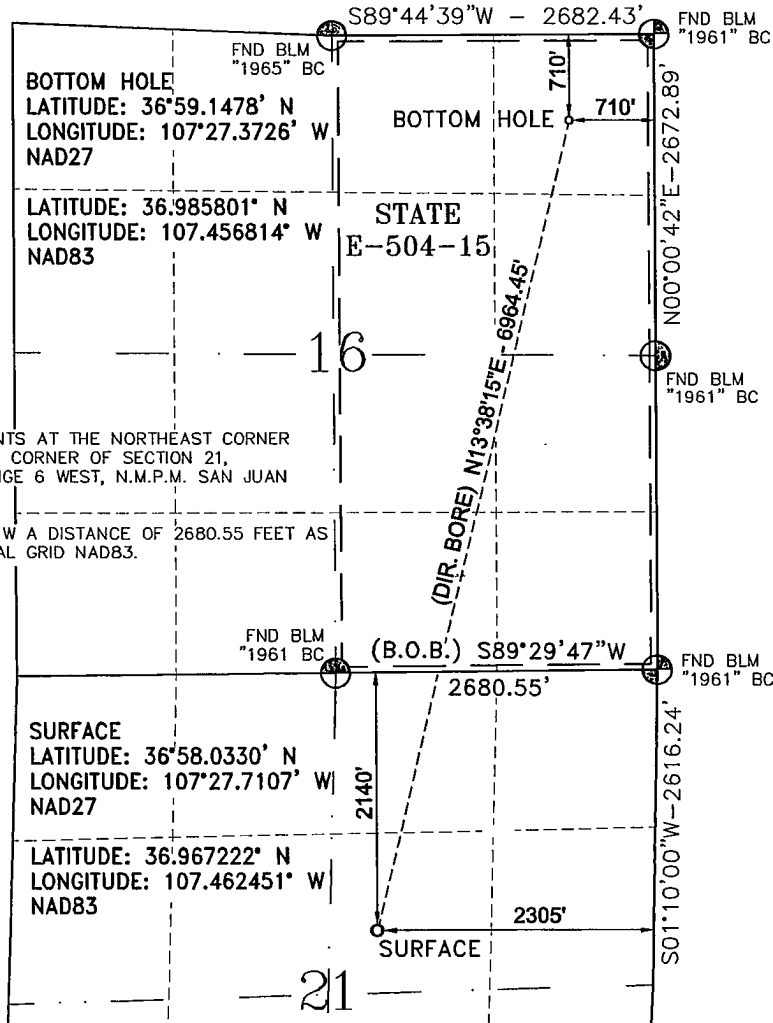 S89°44'39"W - 2682.43'
FND BLM
"1965" BC
FND BLM
"1961" BC
BOTTOM HOLE
LATITUDE: 36°59.1478' N
LONGITUDE: 107°27.3726' W
NAD27
LATITUDE: 36.985801° N
LONGITUDE: 107.456814° W
NAD83
710'
BOTTOM HOLE
710'
N00°00'42"E-2672.89'
STATE
E-504-15
16
(DIR. BORE) N13°38'15"E - 6964.45'
FND BLM
"1961" BC
NTS AT THE NORTHEAST CORNER
CORNER OF SECTION 21,
GE 6 WEST, N.M.P.M. SAN JUAN
W A DISTANCE OF 2680.55 FEET AS
AL GRID NAD83.
FND BLM
"1961 BC
(B.O.B.) S89°29'47"W
2680.55'
FND BLM
"1961" BC
SURFACE
LATITUDE: 36°58.0330' N
LONGITUDE: 107°27.7107' W
NAD27
LATITUDE: 36.967222° N
LONGITUDE: 107.462451° W
NAD83
2140'
2305'
SURFACE
S01°10'00"W-2616.24'
21